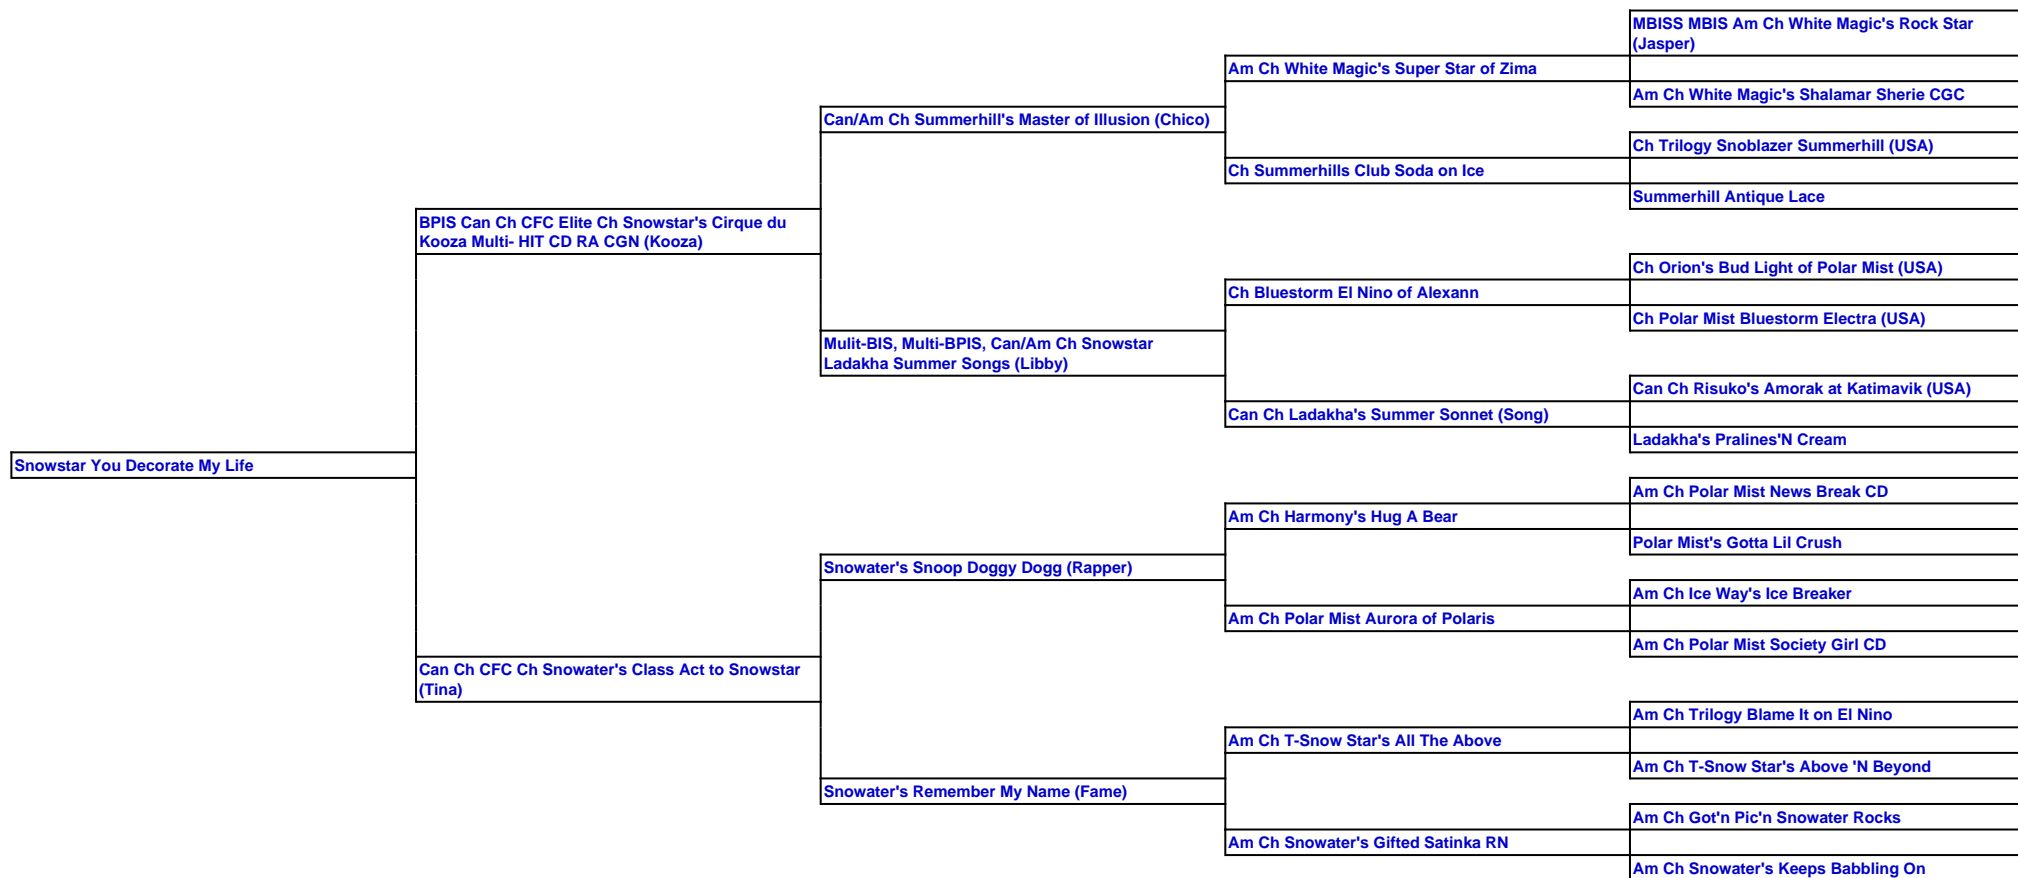 MBISS MBIS Am Ch White Magic's Rock Star
(Jasper)
Am Ch White Magic's Super Star of Zima
Am Ch White Magic's Shalamar Sherie CGC
Can/Am Ch Summerhill's Master of Illusion (Chico)
Ch Trilogy Snoblazer Summerhill (USA)
Ch Summerhills Club Soda on Ice
Summerhill Antique Lace
BPIS Can Ch CFC Elite Ch Snowstar's Cirque du
Kooza Multi- HIT CD RA CGN (Kooza)
Ch Orion's Bud Light of Polar Mist (USA)
Ch Bluestorm El Nino of Alexann
Ch Polar Mist Bluestorm Electra (USA)
Mulit-BIS, Multi-BPIS, Can/Am Ch Snowstar
Ladakha Summer Songs (Libby)
Can Ch Risuko's Amorak at Katimavik (USA)
Can Ch Ladakha's Summer Sonnet (Song)
Ladakha's Pralines'N Cream
Snowstar You Decorate My Life
Am Ch Polar Mist News Break CD
Am Ch Harmony's Hug A Bear
Polar Mist's Gotta Lil Crush
Snowater's Snoop Doggy Dogg (Rapper)
Am Ch Ice Way's Ice Breaker
Am Ch Polar Mist Aurora of Polaris
Am Ch Polar Mist Society Girl CD
Can Ch CFC Ch Snowater's Class Act to Snowstar
(Tina)
Am Ch Trilogy Blame It on El Nino
Am Ch T-Snow Star's All The Above
Am Ch T-Snow Star's Above 'N Beyond
Snowater's Remember My Name (Fame)
Am Ch Got'n Pic'n Snowater Rocks
Am Ch Snowater's Gifted Satinka RN
Am Ch Snowater's Keeps Babbling On